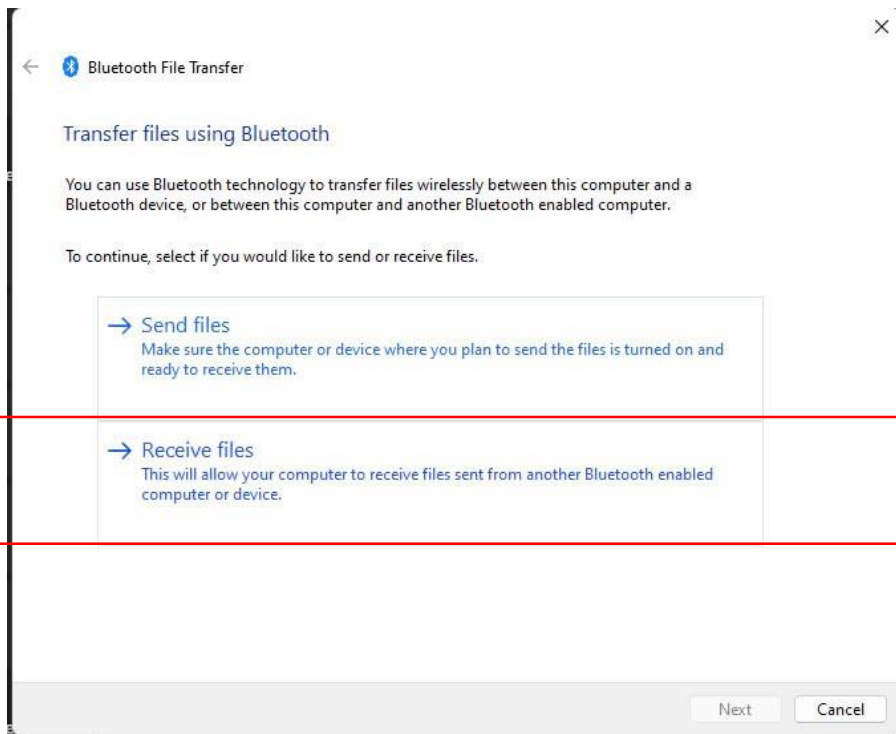 Bluetooth File Transfer
Transfer files using Bluetooth
You can use Bluetooth technology to transfer files wirelessly between this computer and a
Bluetooth device, or between this computer and another Bluetooth enabled computer.
To continue, select if you would like to send or receive files.
Send files
Make sure the computer or device where you plan to send the files is turned on and
ready to receive them.
Receive files
This will allow your computer to receive files sent from another Bluetooth enabled
computer or device.
Next Cancel